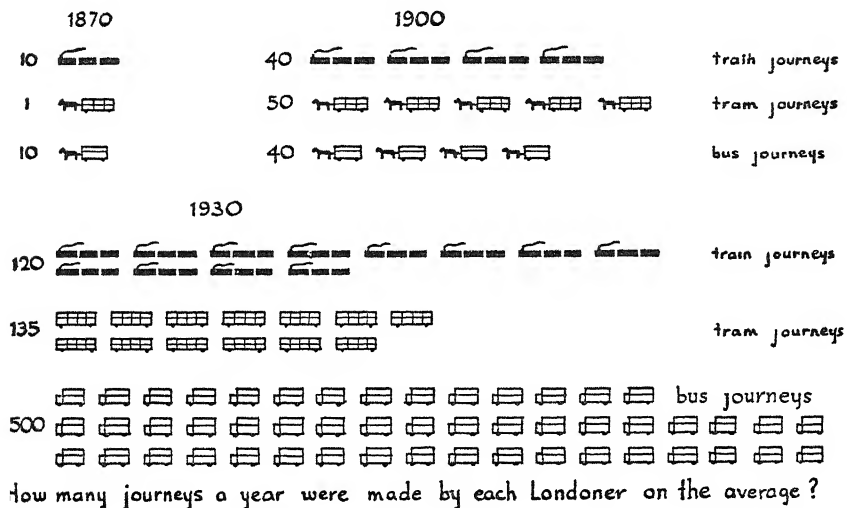 1870 1900
10 40 train journeys
1 50 tram journeys
10 40 bus journeys
1930
120 train journeys
135 tram journeys
bus journeys
500
How many journeys a year were made by each Londoner on the average?